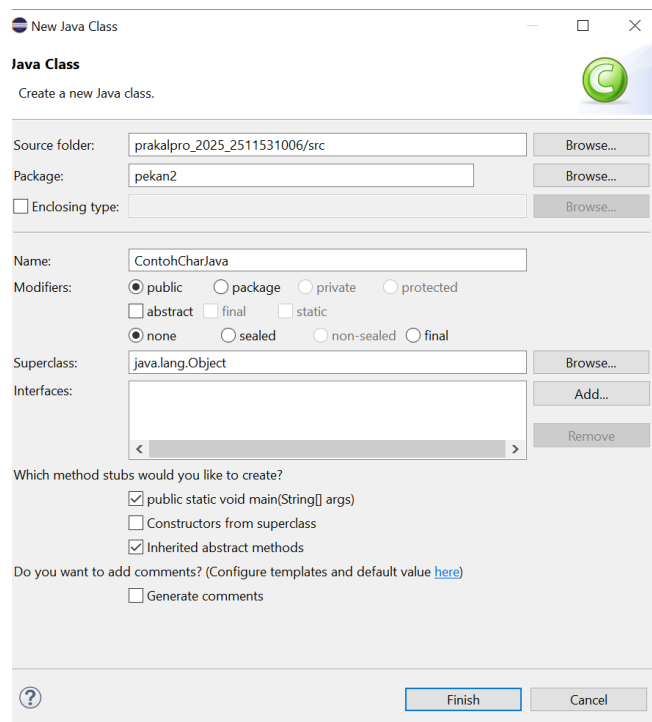 New Java Class
Java Class
Create a new Java class.
Source folder: prakalpro_2025_2511531006/src Browse...
Package: pekan2 Browse...
Enclosing type: Browse...
Name: ContohCharJava
Modifiers: public package private protected
abstract final static
none sealed non-sealed final
Superclass: java.lang.Object Browse...
Interfaces: Add...
Remove
Which method stubs would you like to create?
public static void main(String[] args)
Constructors from superclass
Inherited abstract methods
Do you want to add comments? (Configure templates and default value here)
Generate comments
? Finish Cancel